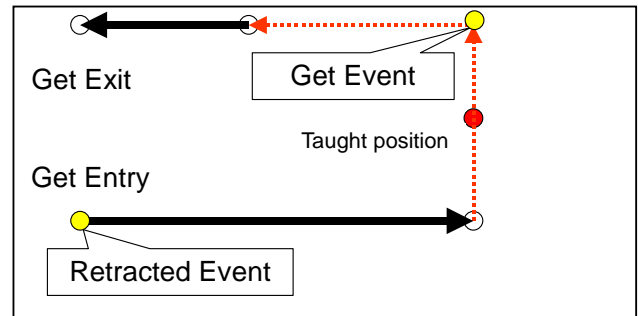 Get Exit
Get Event
Taught position
Get Entry
Retracted Event